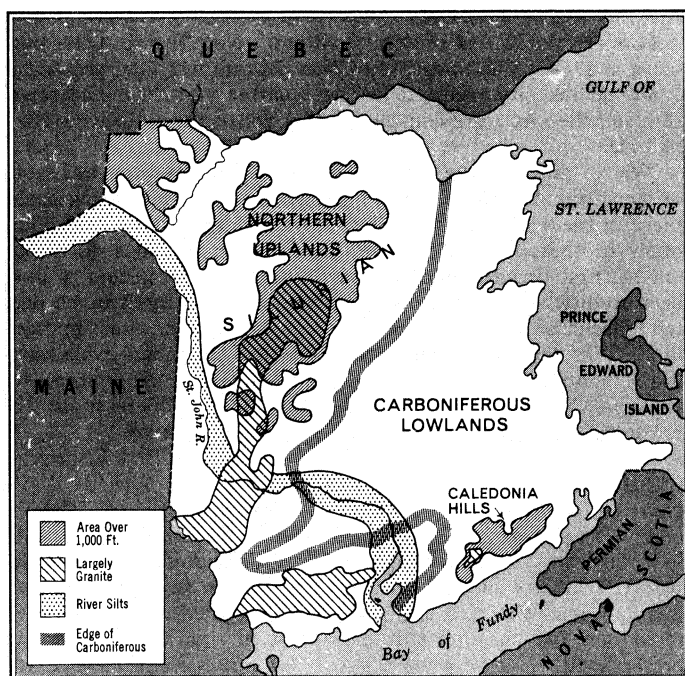 QUEBEC
GULF OF
ST. LAWRENCE
NORTHERN
UPLANDS
SILURIAN
PRINCE
EDWARD
ISLAND
MAINE
St. John R.
CARBONIFEROUS
LOWLANDS
CALEDONIA
HILLS
PERMIAN
NOVA SCOTIA
Bay of Fundy
Area Over
1,000 Ft.
Largely
Granite
River Silts
Edge of
Carboniferous